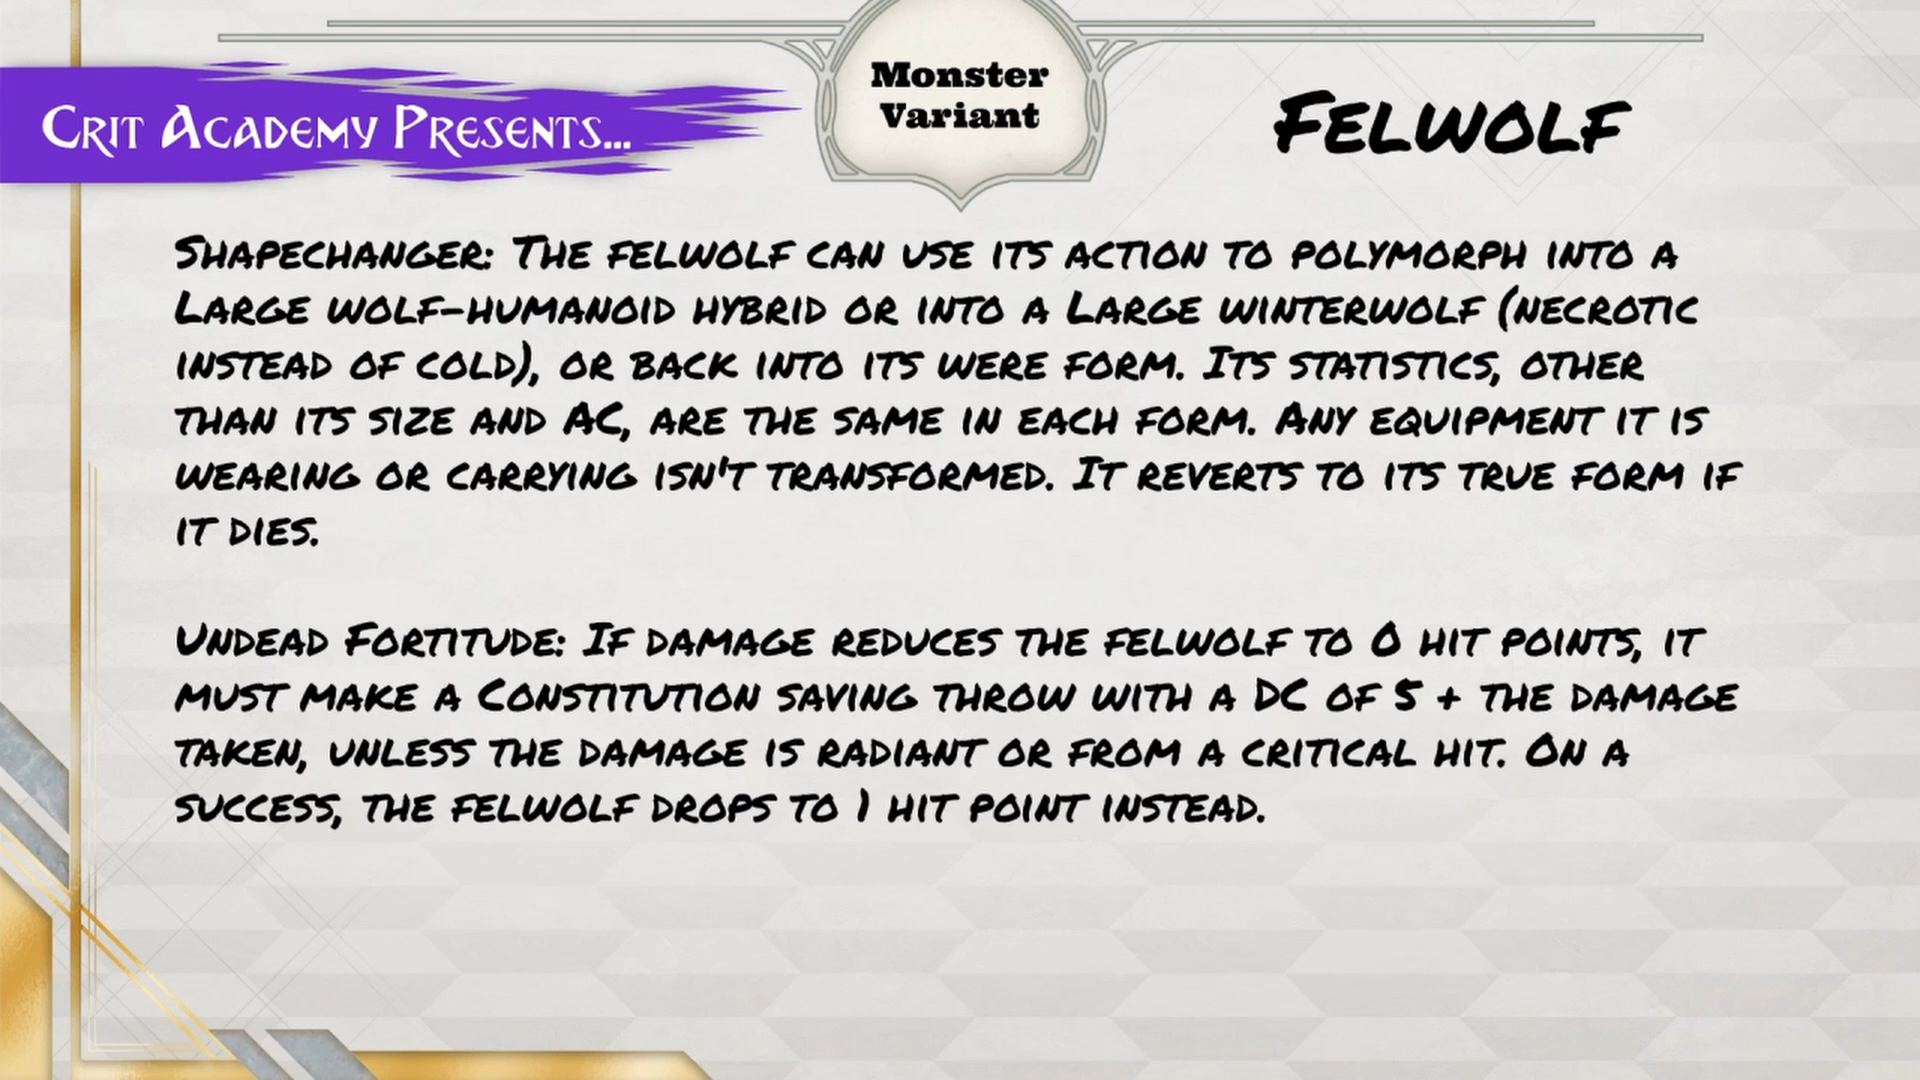 Monster
Variant
Crit Academy Presents...
Felwolf
Shapechanger: The felwolf can use its action to polymorph into a
Large wolf-humanoid hybrid or into a Large winterwolf (necrotic
instead of cold), or back into its were form. Its statistics, other
than its size and AC, are the same in each form. Any equipment it is
wearing or carrying isn't transformed. It reverts to its true form if
it dies.
Undead Fortitude: If damage reduces the felwolf to 0 hit points, it
must make a Constitution saving throw with a DC of 5 + the damage
taken, unless the damage is radiant or from a critical hit. On a
success, the felwolf drops to 1 hit point instead.